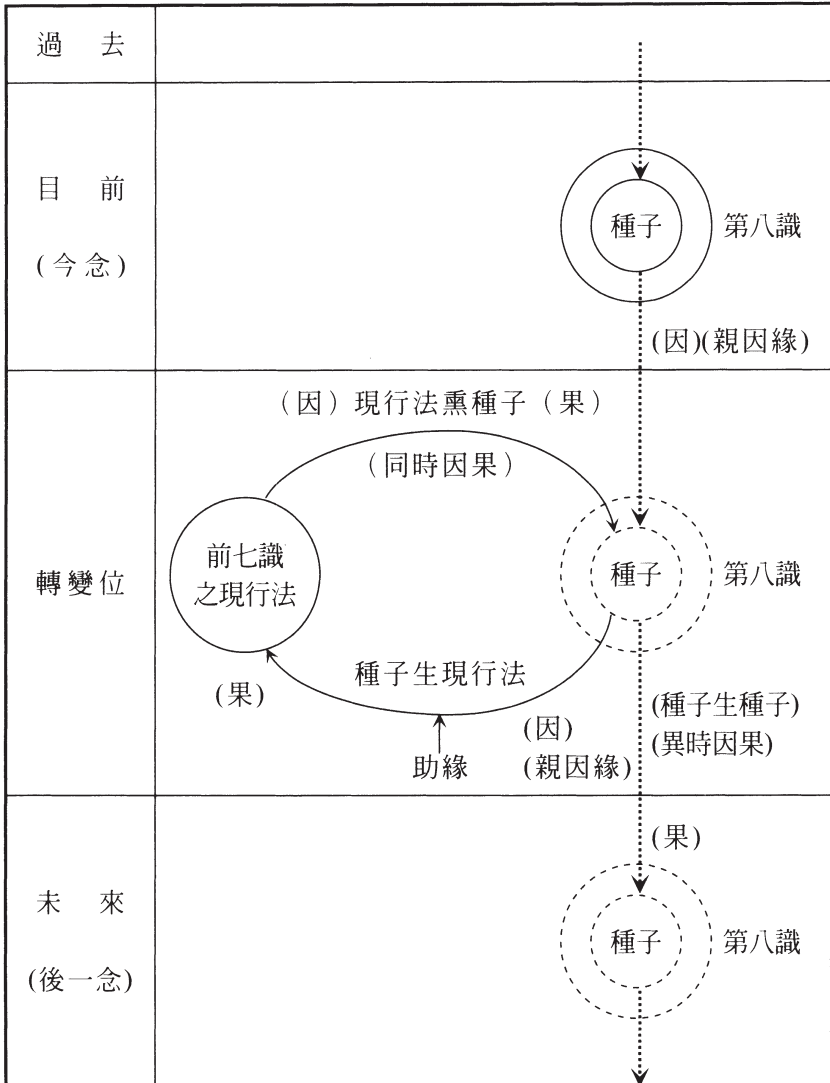 過 去
目 前
(今念)
種子
第八識
(因)(親因緣)
轉變位
(因)現行法熏種子(果)
(同時因果)
前七識
之現行法
種子
第八識
種子生現行法
(果)
助緣
(因)
(親因緣)
(種子生種子)
(異時因果)
未 來
(後一念)
(果)
種子
第八識